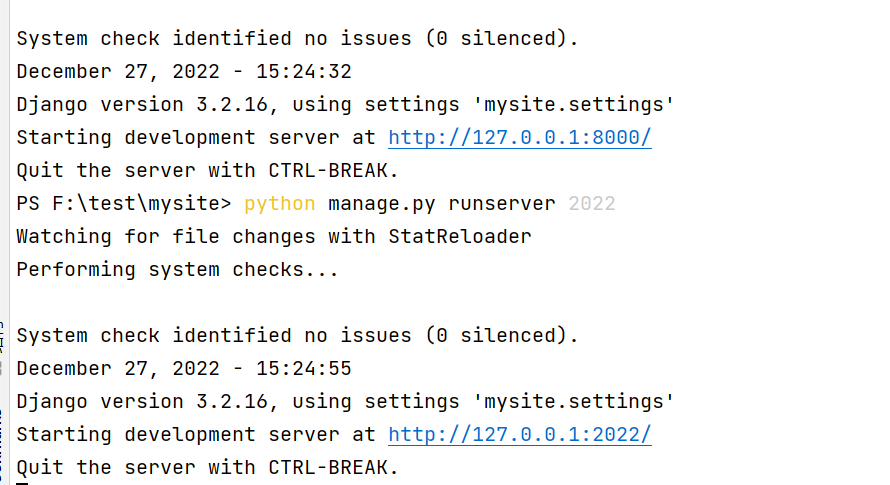 System check identified no issues (0 silenced).
December 27, 2022 - 15:24:32
Django version 3.2.16, using settings 'mysite.settings'
Starting development server at http://127.0.0.1:8000/
Quit the server with CTRL-BREAK.
PS F:\test\mysite> python manage.py runserver 2022
Watching for file changes with StatReloader
Performing system checks...
System check identified no issues (0 silenced).
December 27, 2022 - 15:24:55
Django version 3.2.16, using settings 'mysite.settings'
Starting development server at http://127.0.0.1:2022/
Quit the server with CTRL-BREAK.